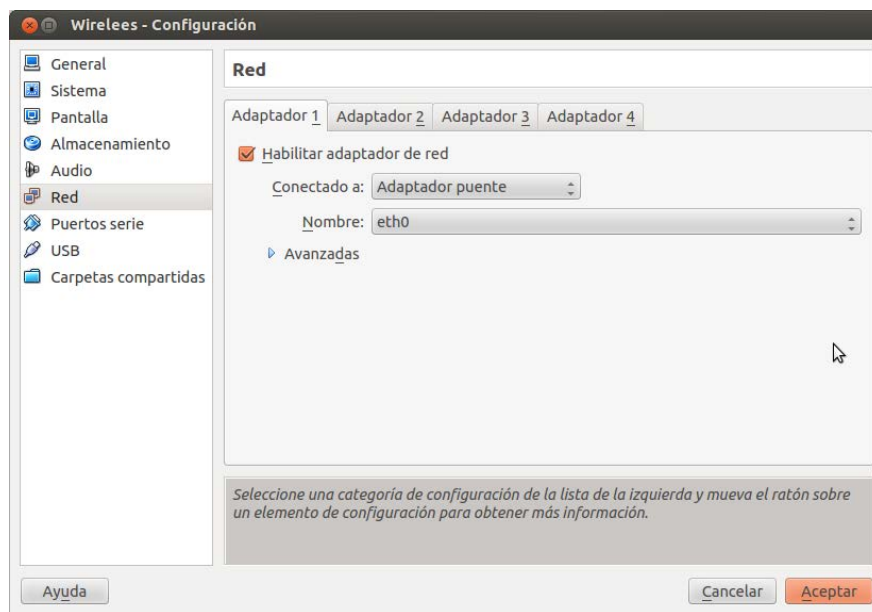 Wirelees - Configuración
General
Sistema
Pantalla
Almacenamiento
Audio
Red
Puertos serie
USB
Carpetas compartidas
Red
Adaptador 1 Adaptador 2 Adaptador 3 Adaptador 4
Habilitar adaptador de red
Conectado a: Adaptador puente
Nombre: eth0
Avanzadas
Seleccione una categoría de configuración de la lista de la izquierda y mueva el ratón sobre
un elemento de configuración para obtener más información.
Ayuda Cancelar Aceptar